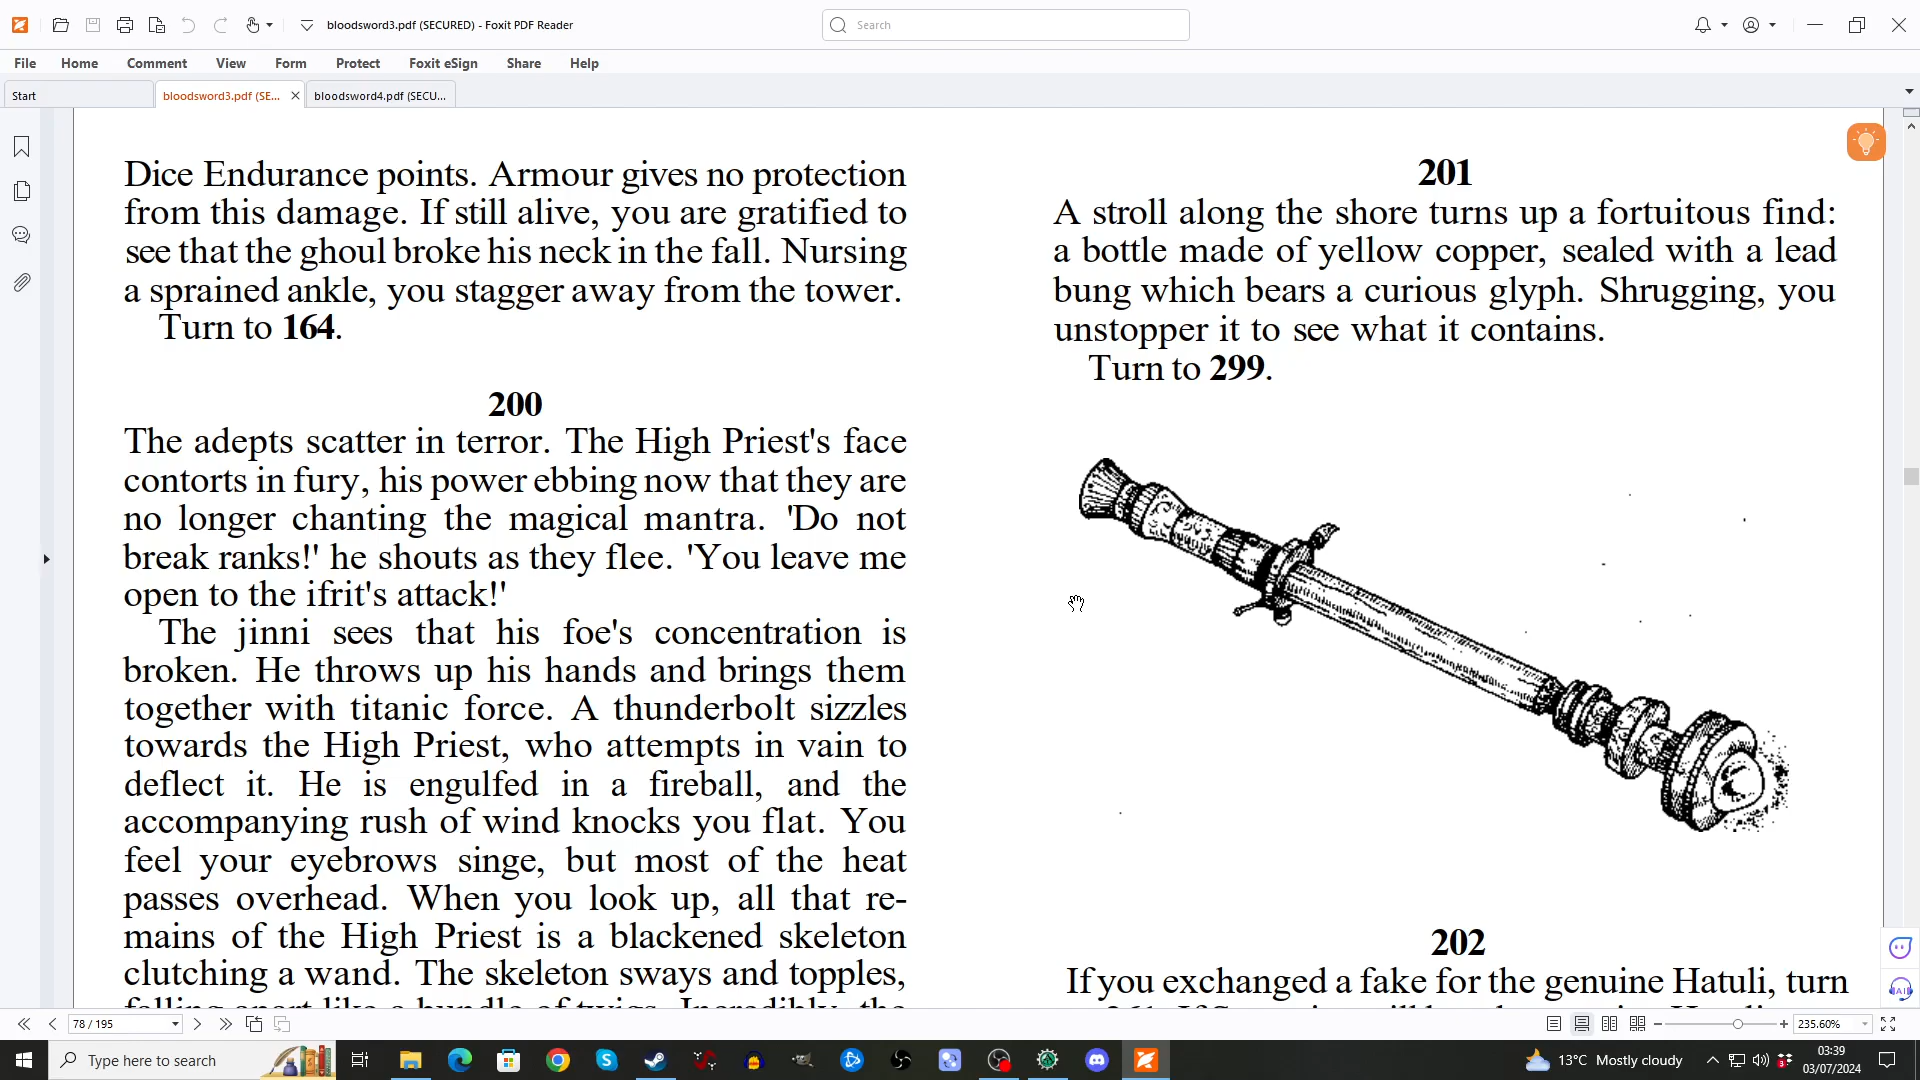 bloodsword3.pdf (SECURED) - Foxit PDF Reader
Search
File Home Comment View Form Protect Foxit eSign Share Help
Start bloodsword3.pdf (SE... bloodsword4.pdf (SECU...
Dice Endurance points. Armour gives no protection
from this damage. If still alive, you are gratified to
see that the ghoul broke his neck in the fall. Nursing
a sprained ankle, you stagger away from the tower.
Turn to 164.
200
The adepts scatter in terror. The High Priest's face
contorts in fury, his power ebbing now that they are
no longer chanting the magical mantra. 'Do not
break ranks!' he shouts as they flee. 'You leave me
open to the ifrit's attack!'
The jinni sees that his foe's concentration is
broken. He throws up his hands and brings them
together with titanic force. A thunderbolt sizzles
towards the High Priest, who attempts in vain to
deflect it. He is engulfed in a fireball, and the
accompanying rush of wind knocks you flat. You
feel your eyebrows singe, but most of the heat
passes overhead. When you look up, all that re-
mains of the High Priest is a blackened skeleton
clutching a wand. The skeleton sways and topples,
falling apart like a bundle of twigs. Incredibly, the
201
A stroll along the shore turns up a fortuitous find:
a bottle made of yellow copper, sealed with a lead
bung which bears a curious glyph. Shrugging, you
unstopper it to see what it contains.
Turn to 299.
202
If you exchanged a fake for the genuine Hatuli, turn
78 / 195
235.60%
Type here to search
13°C Mostly cloudy
03:39
03/07/2024